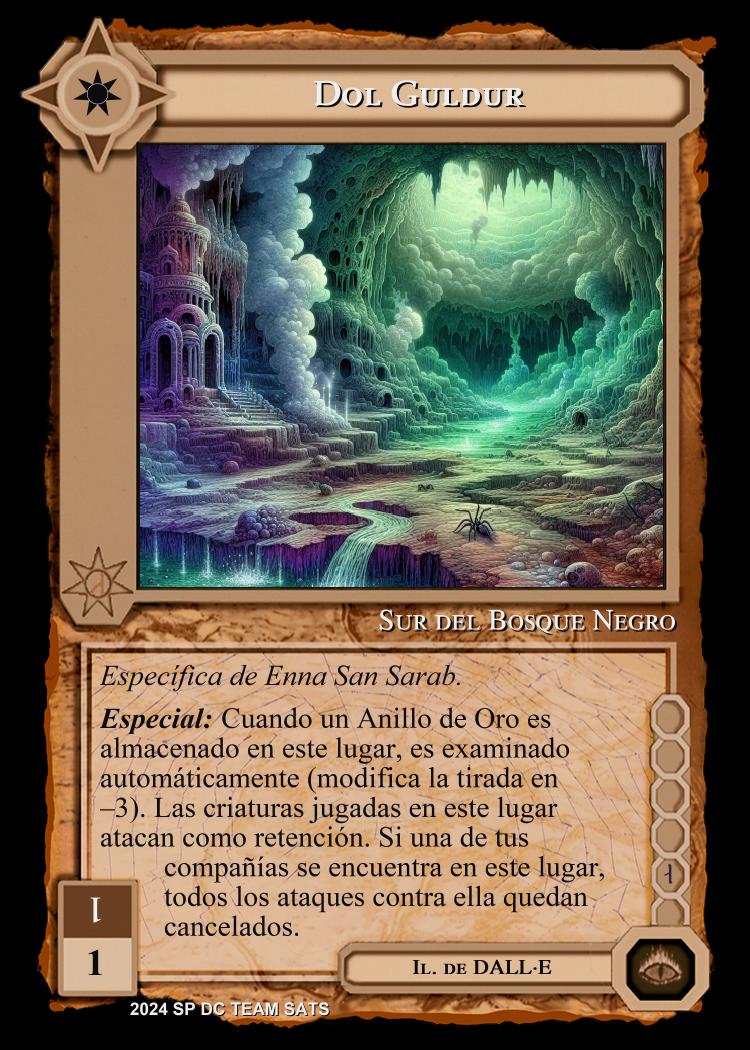 Dol Guldur
Sur del Bosque Negro
Específica de Enna San Sarab.
Especial: Cuando un Anillo de Oro es
almacenado en este lugar, es examinado
automáticamente (modifica la tirada en
–3). Las criaturas jugadas en este lugar
atacan como retención. Si una de tus
compañías se encuentra en este lugar,
todos los ataques contra ella quedan
cancelados.
1
Il. de DALL·E
2024 SP DC TEAM SATS